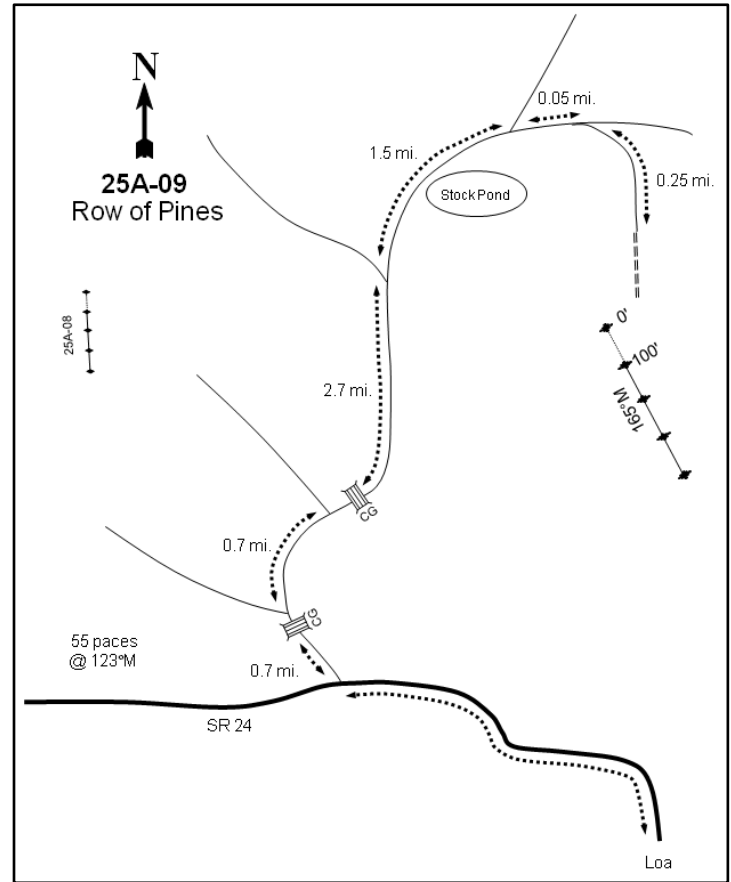 N
25A-09
Row of Pines
0.05 mi.
1.5 mi.
0.25 mi.
Stock Pond
25A-08
0'
100'
165°M
2.7 mi.
CG
0.7 mi.
CG
55 paces
@ 123°M
0.7 mi.
SR 24
Loa